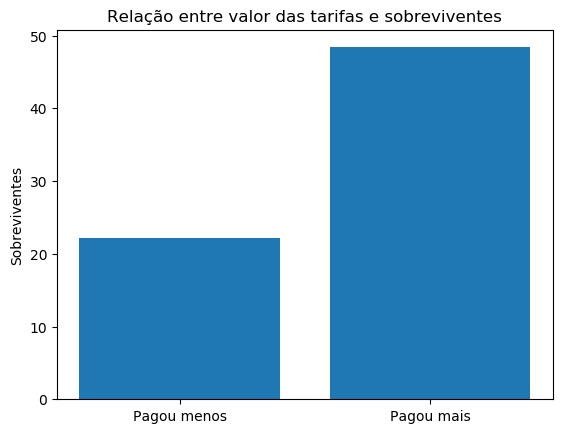 Relação entre valor das tarifas e sobreviventes
50
40
30
20
10
0
Sobreviventes
Pagou menos
Pagou mais